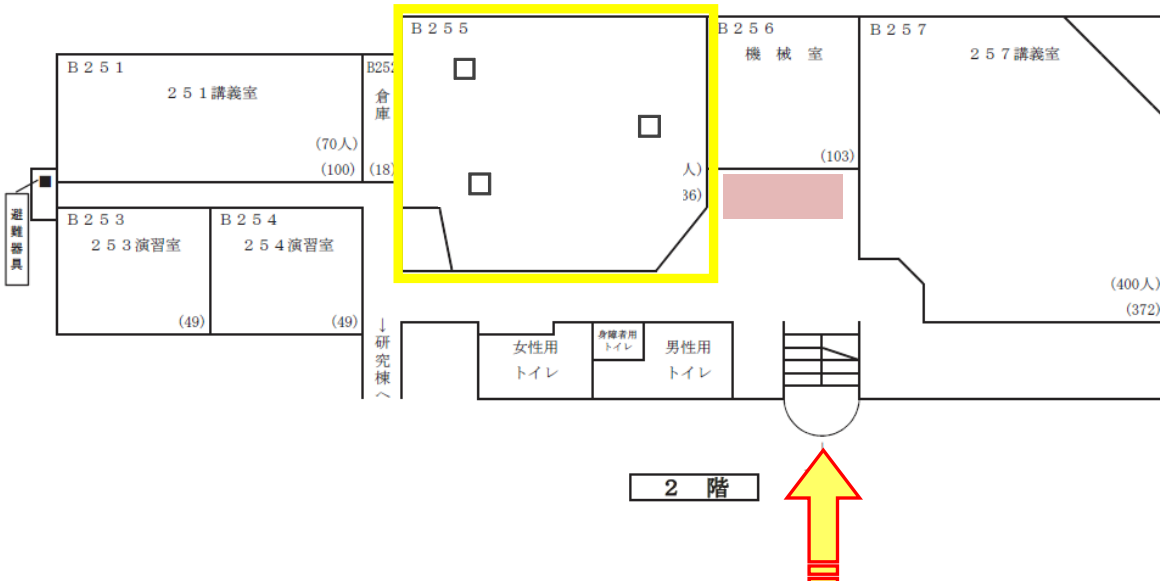 B251
251講義室
(70人)
(100)
B252
倉庫
(18)
B255
人)
36)
B256
機械室
(103)
B257
257講義室
(400人)
(372)
避難器具
B253
253演習室
(49)
B254
254演習室
(49)
↓研究棟へ
女性用
トイレ
身障者用
トイレ
男性用
トイレ
2 階